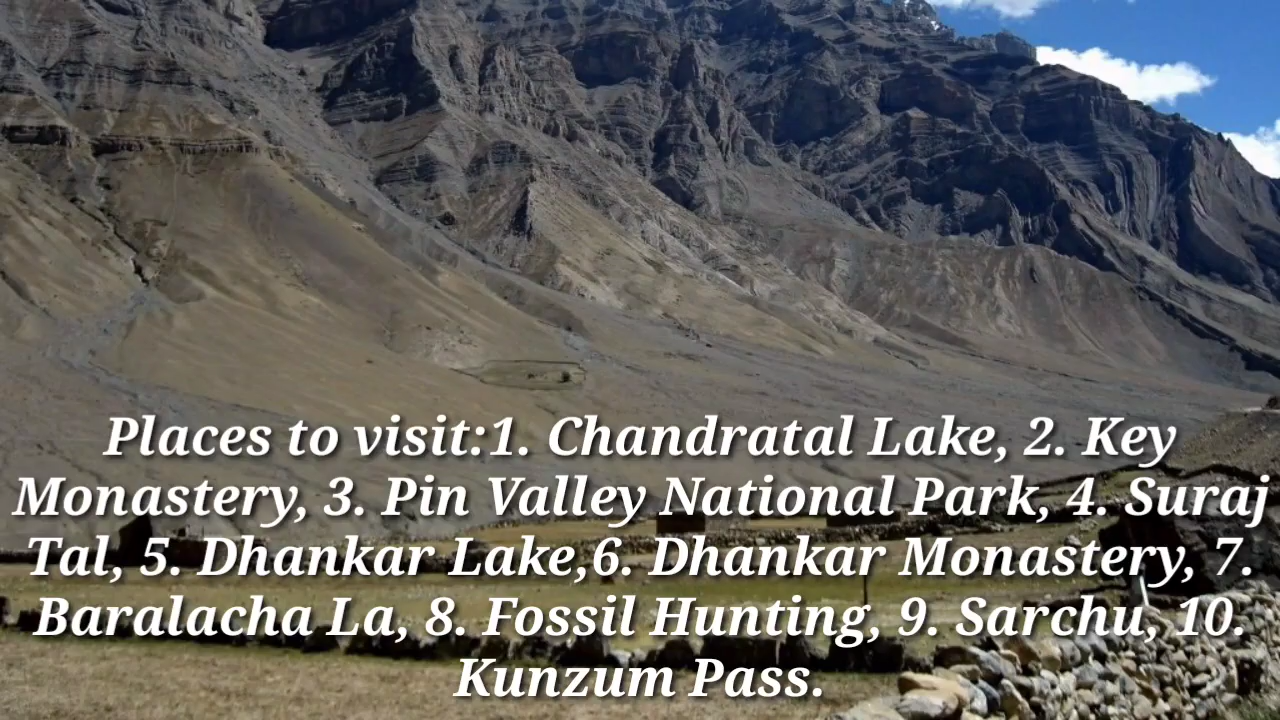 Places to visit:1. Chandratal Lake, 2. Key
Monastery, 3. Pin Valley National Park, 4. Suraj
Tal, 5. Dhankar Lake,6. Dhankar Monastery, 7.
Baralacha La, 8. Fossil Hunting, 9. Sarchu, 10.
Kunzum Pass.